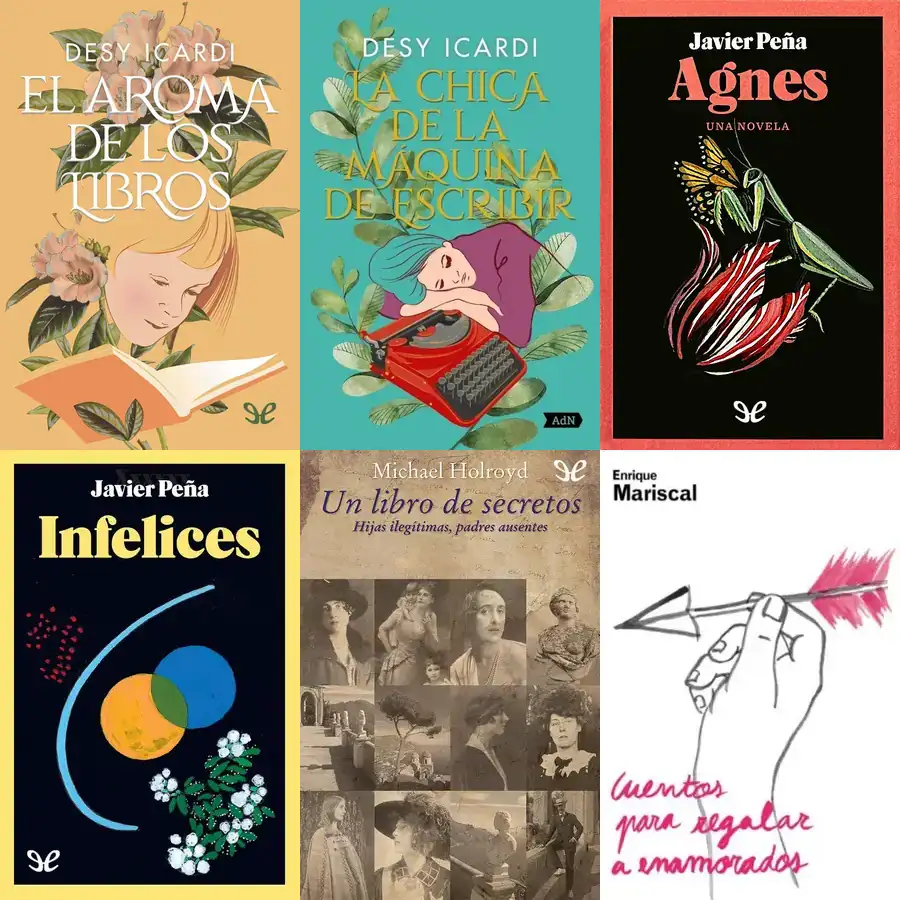 DESY ICARDI
EL AROMA
DE LOS
LIBROS
DESY ICARDI
LA CHICA
DE LA
MÁQUINA
DE ESCRIBIR
AdN
Javier Peña
Agnes
UNA NOVELA
Javier Peña
Infelices
Michael Holroyd
Un libro de secretos
Hijas ilegítimas, padres ausentes
Enrique
Mariscal
Cuentos
para regalar
a enamorados